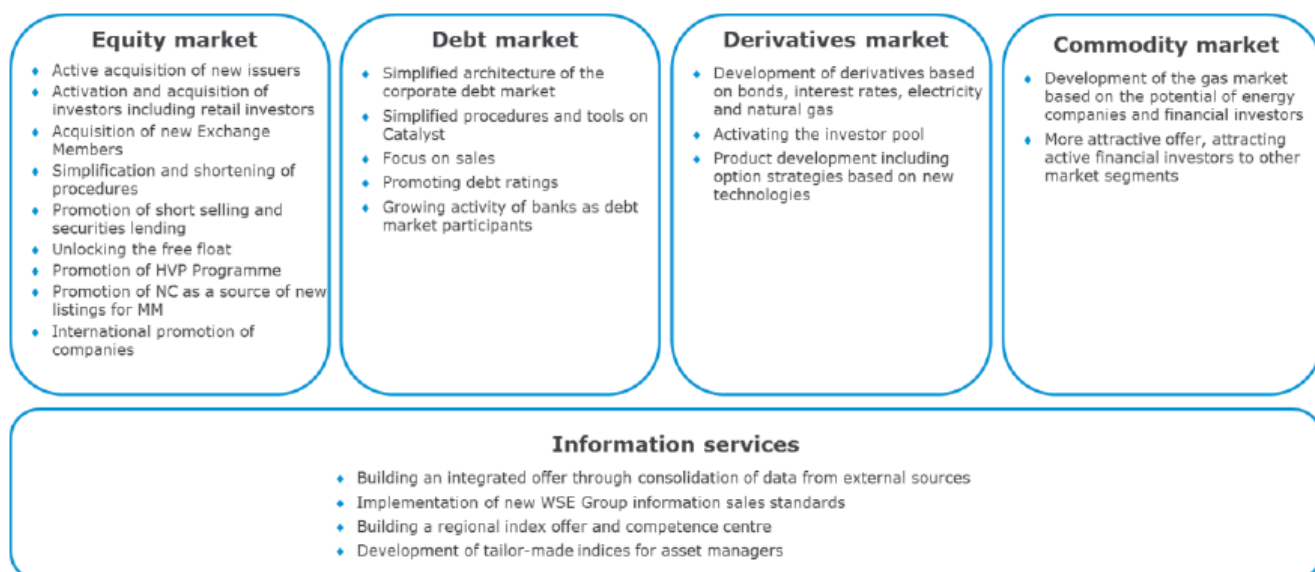 Equity market
♦ Active acquisition of new issuers
♦ Activation and acquisition of
investors including retail investors
♦ Acquisition of new Exchange
Members
♦ Simplification and shortening of
procedures
♦ Promotion of short selling and
securities lending
♦ Unlocking the free float
♦ Promotion of HVP Programme
♦ Promotion of NC as a source of new
listings for MM
♦ International promotion of
companies
Debt market
♦ Simplified architecture of the
corporate debt market
♦ Simplified procedures and tools on
Catalyst
♦ Focus on sales
♦ Promoting debt ratings
♦ Growing activity of banks as debt
market participants
Derivatives market
♦ Development of derivatives based
on bonds, interest rates, electricity
and natural gas
♦ Activating the investor pool
♦ Product development including
option strategies based on new
technologies
Commodity market
♦ Development of the gas market
based on the potential of energy
companies and financial investors
♦ More attractive offer, attracting
active financial investors to other
market segments
Information services
♦ Building an integrated offer through consolidation of data from external sources
♦ Implementation of new WSE Group information sales standards
♦ Building a regional index offer and competence centre
♦ Development of tailor-made indices for asset managers